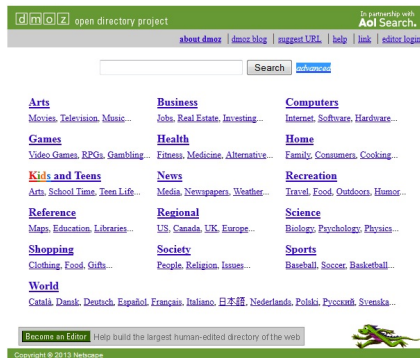 dmoz open directory project
In partnership with
Aol Search.
about dmoz | dmoz blog | suggest URL | help | link | editor login
Search advanced
Arts
Movies, Television, Music...
Business
Jobs, Real Estate, Investing...
Computers
Internet, Software, Hardware...
Games
Video Games, RPGs, Gambling...
Health
Fitness, Medicine, Alternative...
Home
Family, Consumers, Cooking...
Kids and Teens
Arts, School Time, Teen Life...
News
Media, Newspapers, Weather...
Recreation
Travel, Food, Outdoors, Humor...
Reference
Maps, Education, Libraries...
Regional
US, Canada, UK, Europe...
Science
Biology, Psychology, Physics...
Shopping
Clothing, Food, Gifts...
Society
People, Religion, Issues...
Sports
Baseball, Soccer, Basketball...
World
Català, Dansk, Deutsch, Español, Français, Italiano, 日本語, Nederlands, Polski, Русский, Svenska...
Become an Editor Help build the largest human-edited directory of the web
Copyright © 2013 Netscape